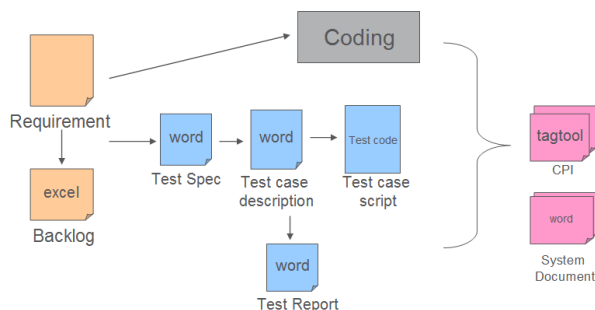 Coding
Requirement
word
Test Spec
word
Test case
description
Test code
Test case
script
tagtool
CPI
excel
Backlog
word
Test Report
word
System
Document